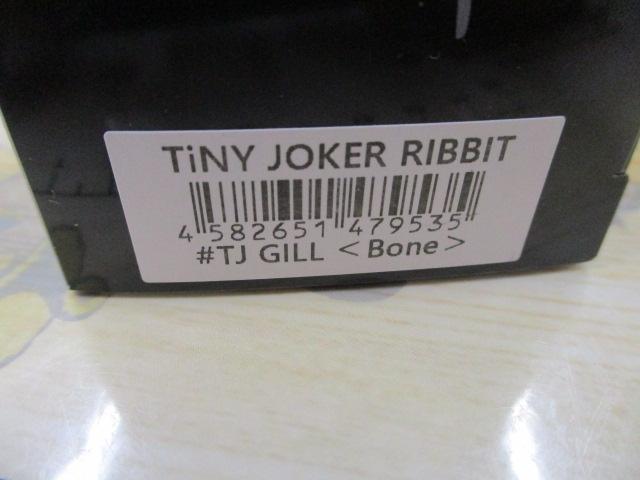 TiNY JOKER RIBBIT
4 582651 479535
#TJ GILL <Bone>